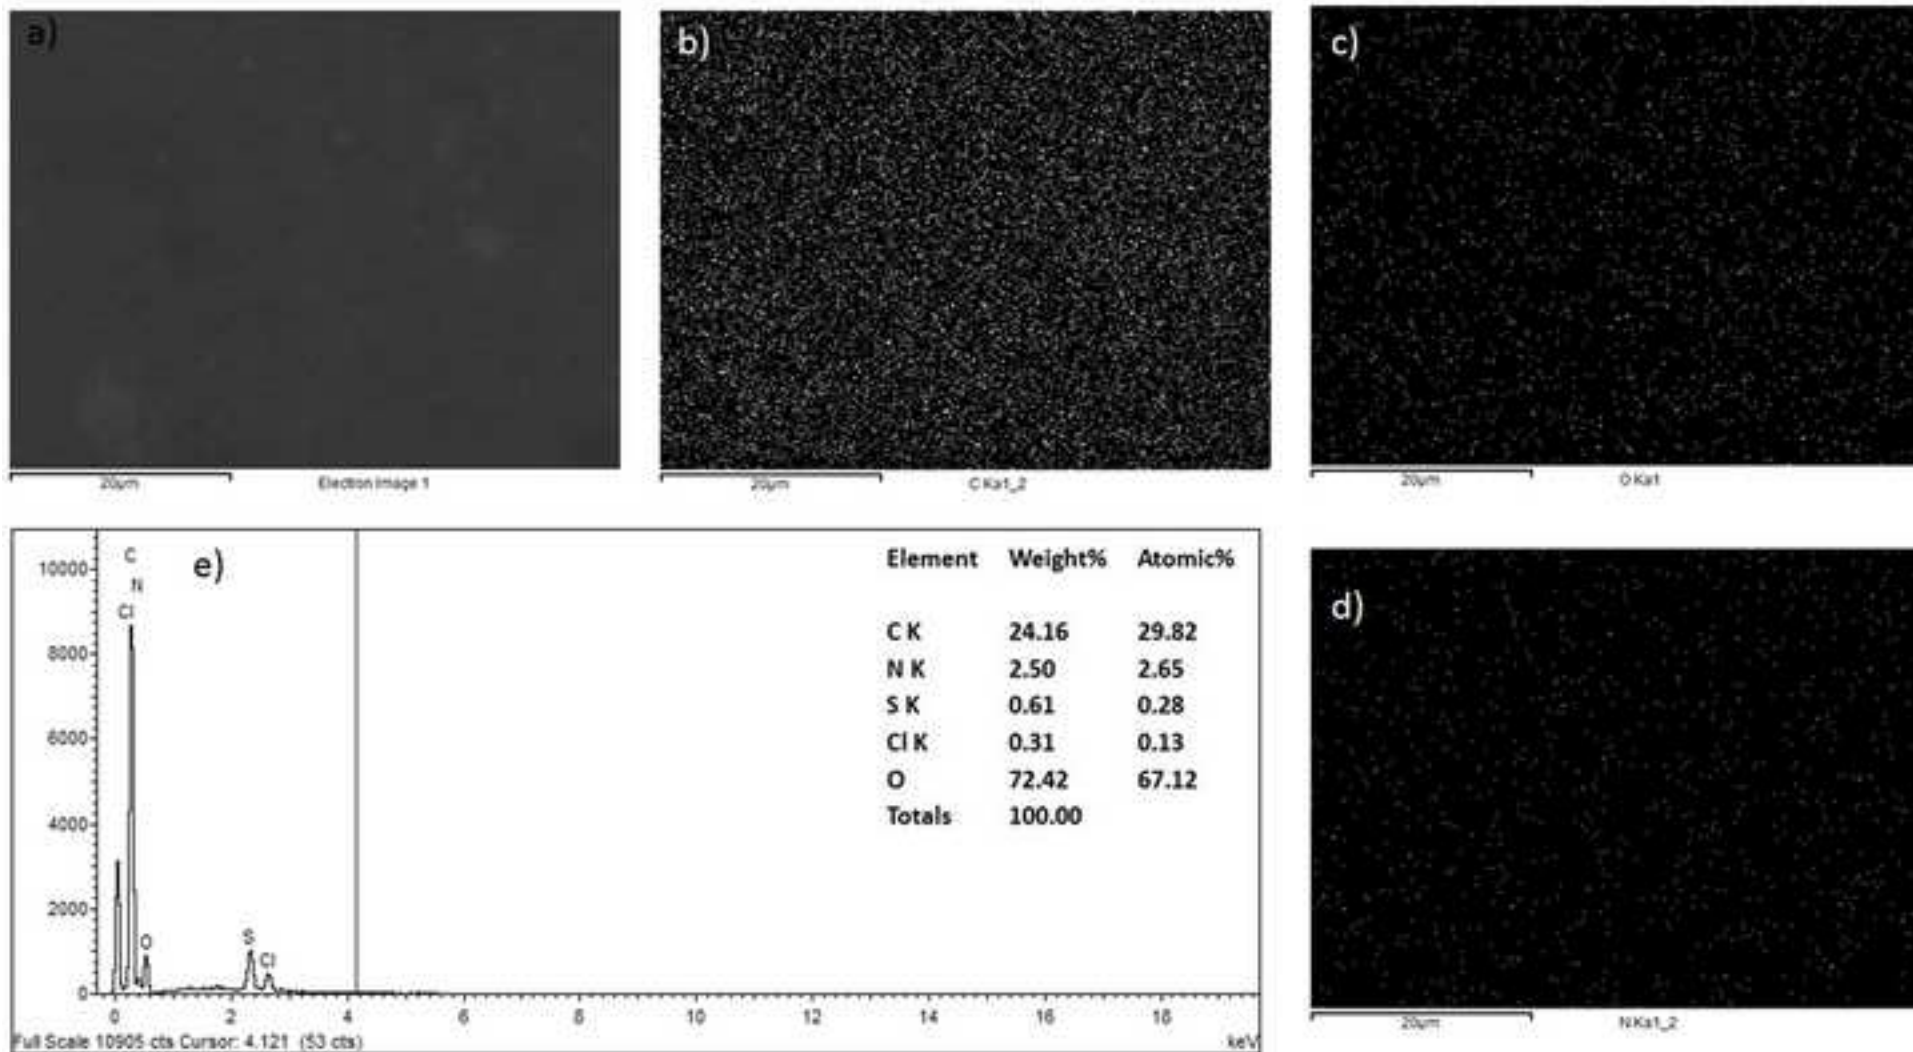 a)
20µm
Election Image 1
b)
20µm
C Ka1_2
c)
20µm
O Ka1
e)
C
N
Cl
10000
8000
6000
4000
2000
0
O
S
Cl
0 2 4 6 8 10 12 14 16 18
Full Scale 10905 cts Cursor: 4.121 (53 cts)
keV
Element Weight% Atomic%
C K 24.16 29.82
N K 2.50 2.65
S K 0.61 0.28
Cl K 0.31 0.13
O 72.42 67.12
Totals 100.00
d)
20µm
N Ka1_2